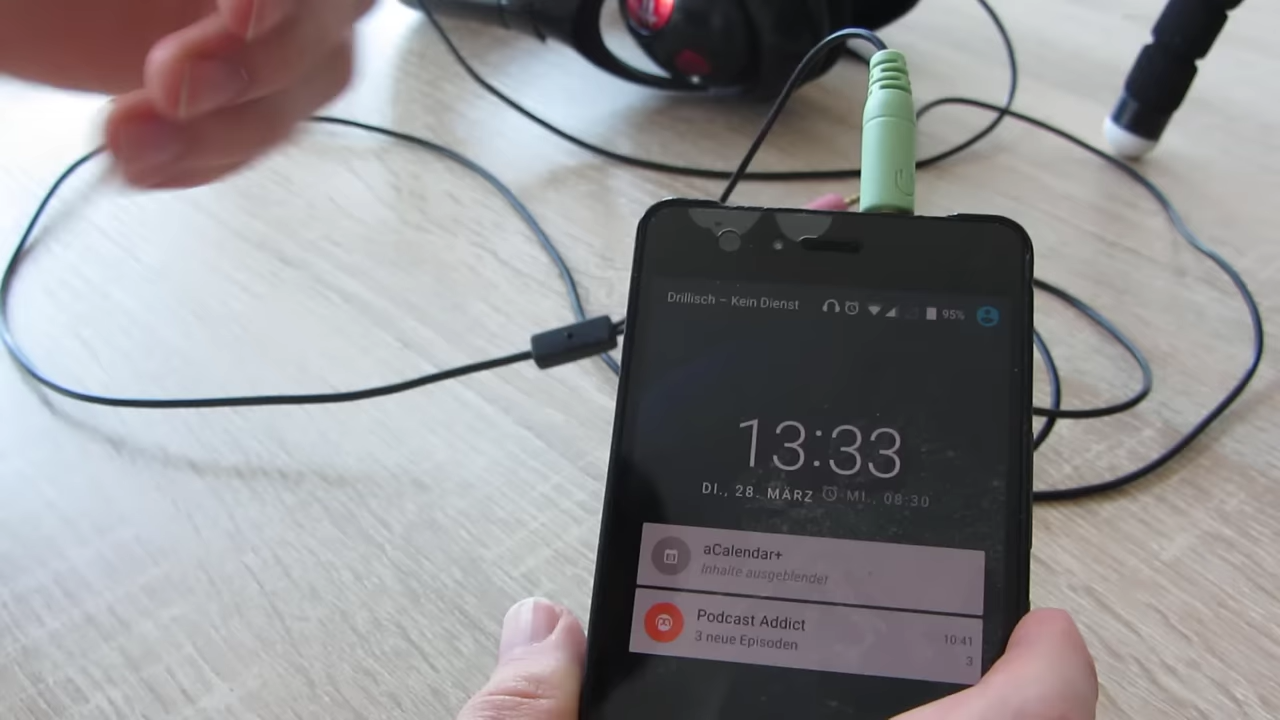 Drillisch – Kein Dienst 95%
13:33
DI., 28. MÄRZ MI., 08:30
aCalendar+
Inhalte ausgeblendet
Podcast Addict 10:41
3 neue Episoden 3